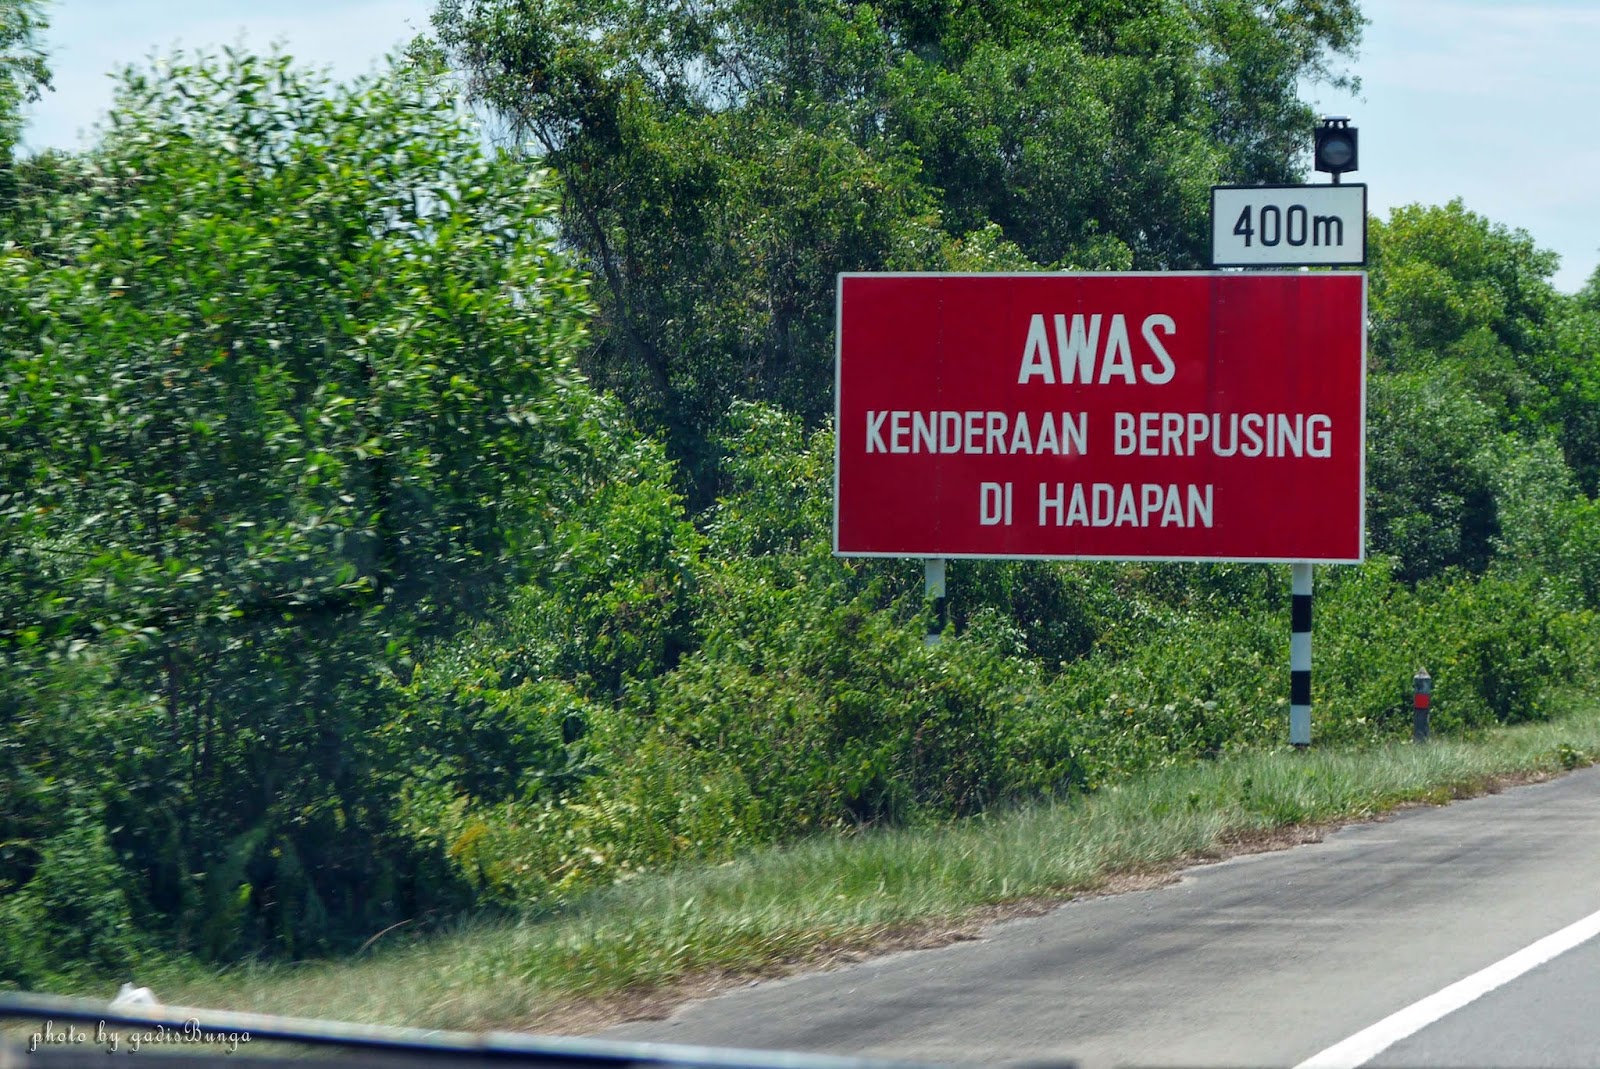 400m
AWAS
KENDERAAN BERPUSING
DI HADAPAN
photo by gadisBunga